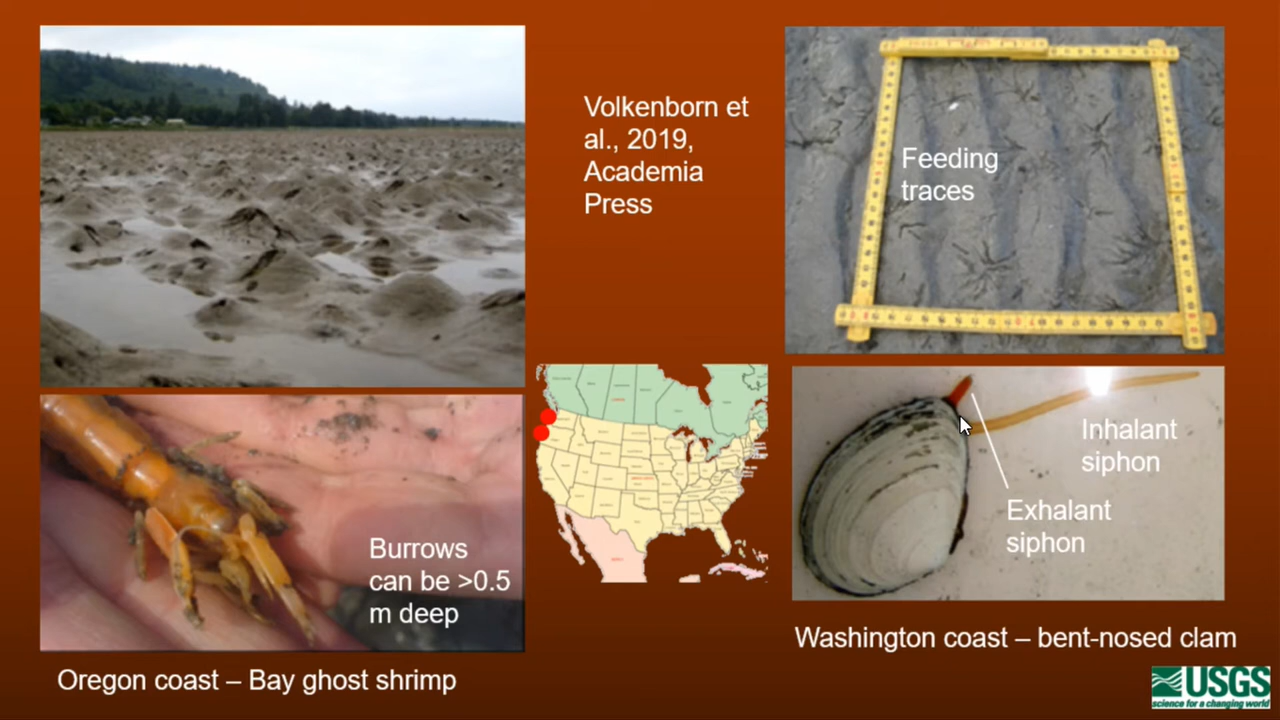 Volkenborn et
al., 2019,
Academia
Press
Feeding
traces
Burrows
can be >0.5
m deep
Inhalant
siphon
Exhalant
siphon
Oregon coast – Bay ghost shrimp
Washington coast – bent-nosed clam
USGS
science for a changing world